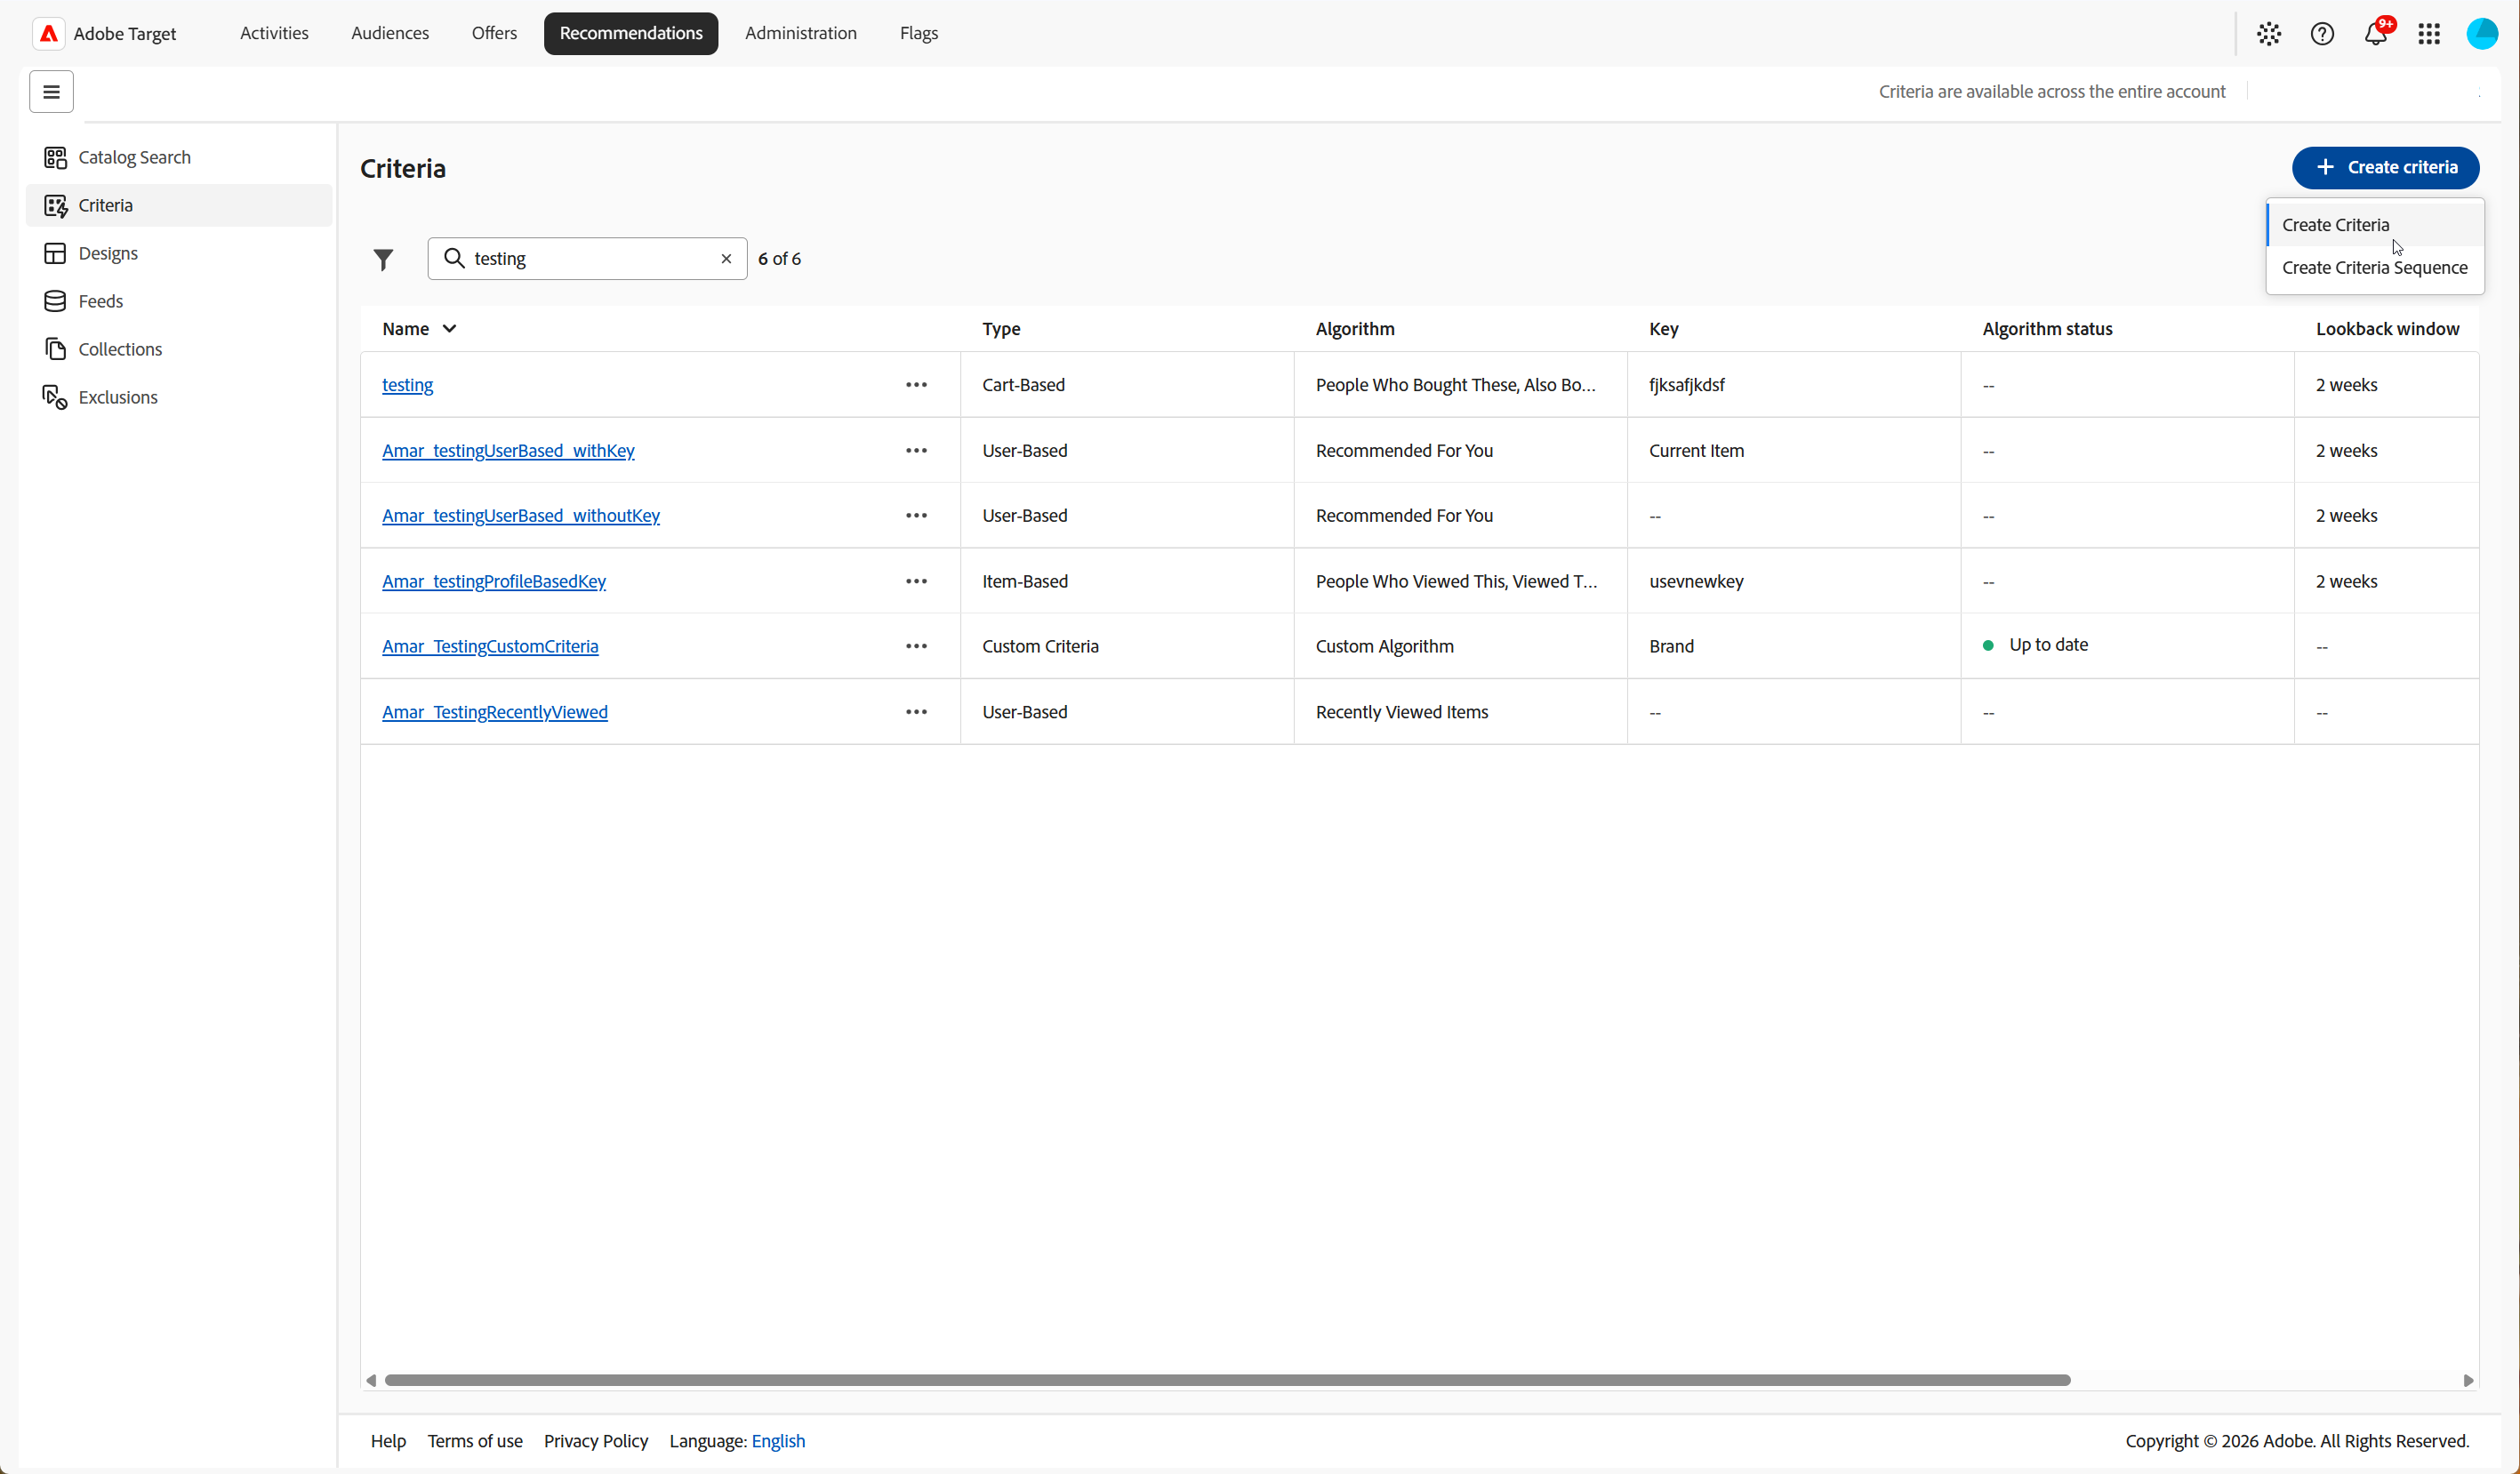 Adobe Target Activities Audiences Offers Recommendations Administration Flags 9+
Criteria are available across the entire account
Catalog Search
Criteria
Designs
Feeds
Collections
Exclusions
Criteria
Create criteria
Create Criteria
Create Criteria Sequence
testing 6 of 6
Name Type Algorithm Key Algorithm status Lookback window
testing Cart-Based People Who Bought These, Also Bo... fjksafjkdsf -- 2 weeks
Amar_testingUserBased_withKey User-Based Recommended For You Current Item -- 2 weeks
Amar_testingUserBased_withoutKey User-Based Recommended For You -- -- 2 weeks
Amar_testingProfileBasedKey Item-Based People Who Viewed This, Viewed T... usevnewkey -- 2 weeks
Amar_TestingCustomCriteria Custom Criteria Custom Algorithm Brand Up to date --
Amar_TestingRecentlyViewed User-Based Recently Viewed Items -- -- --
Help Terms of use Privacy Policy Language: English Copyright © 2026 Adobe. All Rights Reserved.